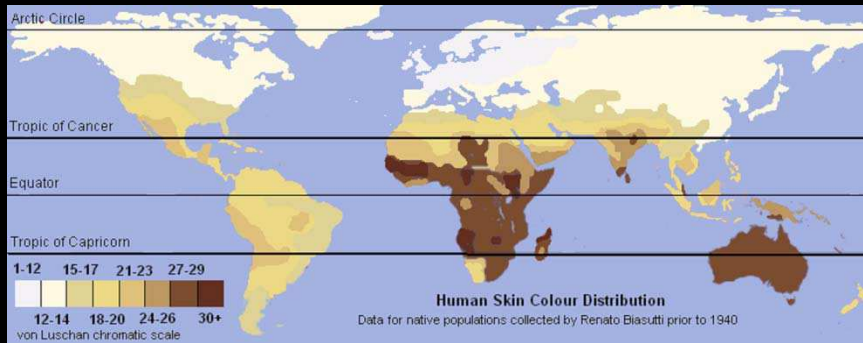 Arctic Circle
Tropic of Cancer
Equator
Tropic of Capricorn
1-12 15-17 21-23 27-29
12-14 18-20 24-26 30+
von Luschan chromatic scale
Human Skin Colour Distribution
Data for native populations collected by Renato Biasutti prior to 1940